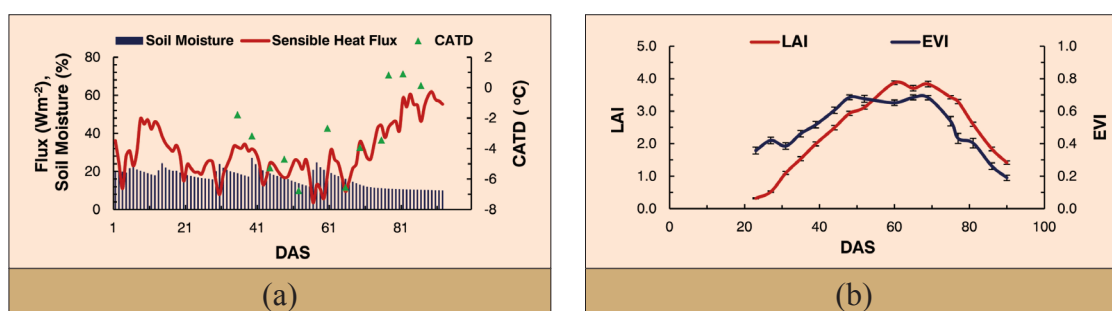 Soil Moisture Sensible Heat Flux CATD
80 2
60 0
40 -2
20 -4
0 -6
-8
Flux (Wm-2),
Soil Moisture (%)
CATD (°C)
1 21 41 61 81
DAS
(a)
LAI EVI
5.0 1.0
4.0 0.8
3.0 0.6
2.0 0.4
1.0 0.2
0.0 0.0
LAI
EVI
0 20 40 60 80 100
DAS
(b)